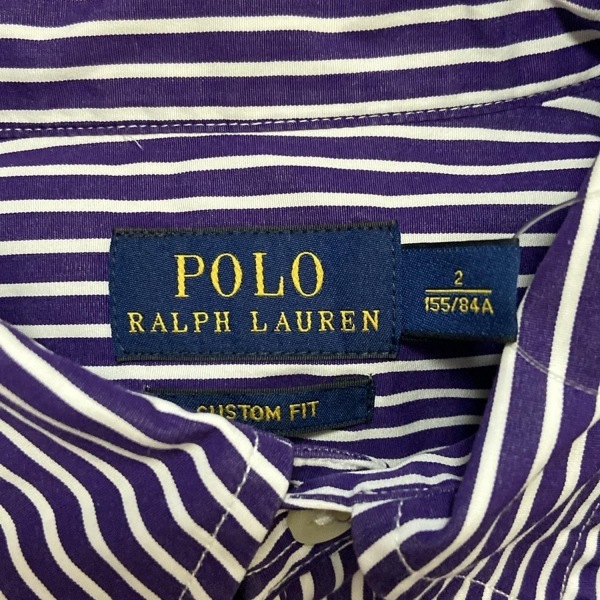 POLO
RALPH LAUREN
2
155/84A
CUSTOM FIT